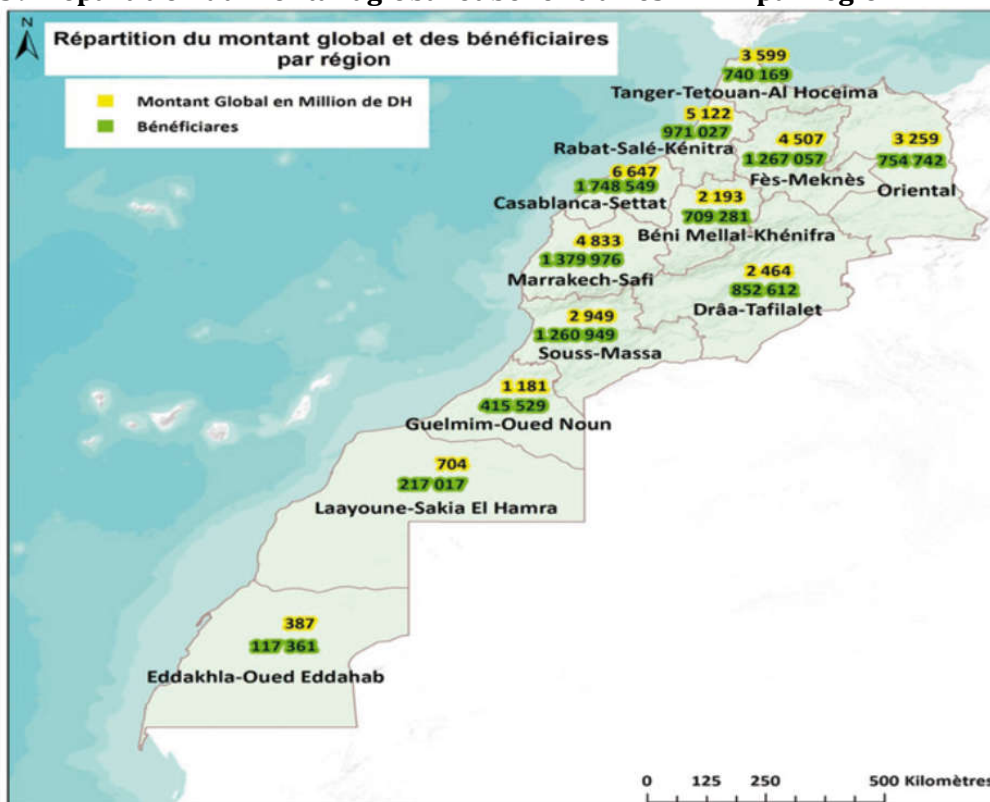 N
Répartition du montant global et des bénéficiaires
par région
Montant Global en Million de DH
Bénéficiares
3 599
740 169
Tanger-Tetouan-Al Hoceima
5 122
971 027
Rabat-Salé-Kénitra
4 507
1 267 057
Fès-Meknès
3 259
754 742
Oriental
6 647
1 748 549
Casablanca-Settat
2 193
709 281
Béni Mellal-Khénifra
4 833
1 379 976
Marrakech-Safi
2 464
852 612
Drâa-Tafilalet
2 949
1 260 949
Souss-Massa
1 181
415 529
Guelmim-Oued Noun
704
217 017
Laayoune-Sakia El Hamra
387
117 361
Eddakhla-Oued Eddahab
0 125 250 500 Kilomètres